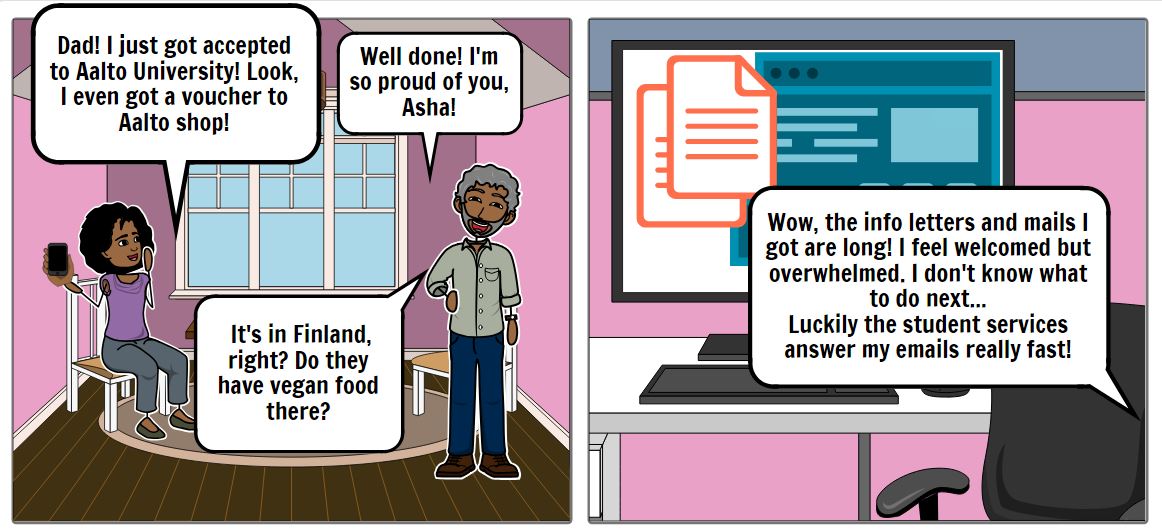 Dad! I just got accepted
to Aalto University! Look,
I even got a voucher to
Aalto shop!
Well done! I'm
so proud of you,
Asha!
It's in Finland,
right? Do they
have vegan food
there?
Wow, the info letters and mails I
got are long! I feel welcomed but
overwhelmed. I don't know what
to do next...
Luckily the student services
answer my emails really fast!